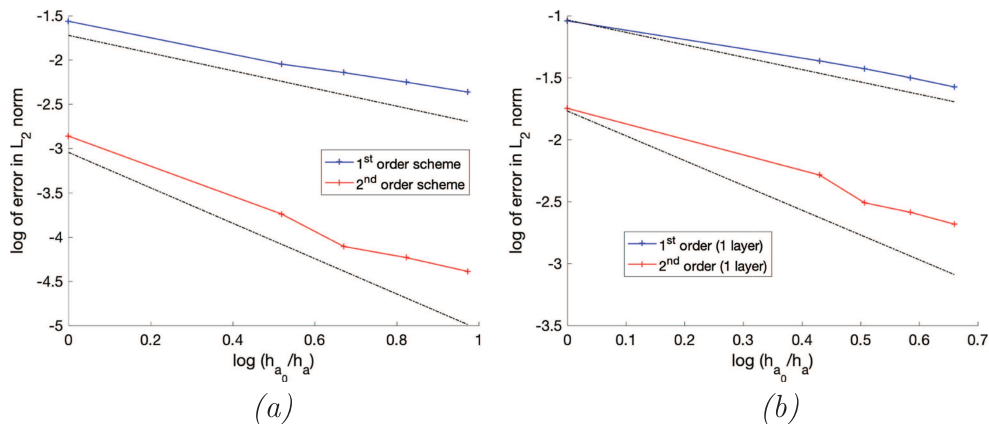 -1.5
-2
-2.5
-3
-3.5
-4
-4.5
-5
log of error in L2 norm
0
0.2
0.4
0.6
0.8
1
log (ha0/ha)
1st order scheme
2nd order scheme
(a)
-1
-1.5
-2
-2.5
-3
-3.5
log of error in L2 norm
0
0.1
0.2
0.3
0.4
0.5
0.6
0.7
log (ha0/ha)
1st order (1 layer)
2nd order (1 layer)
(b)